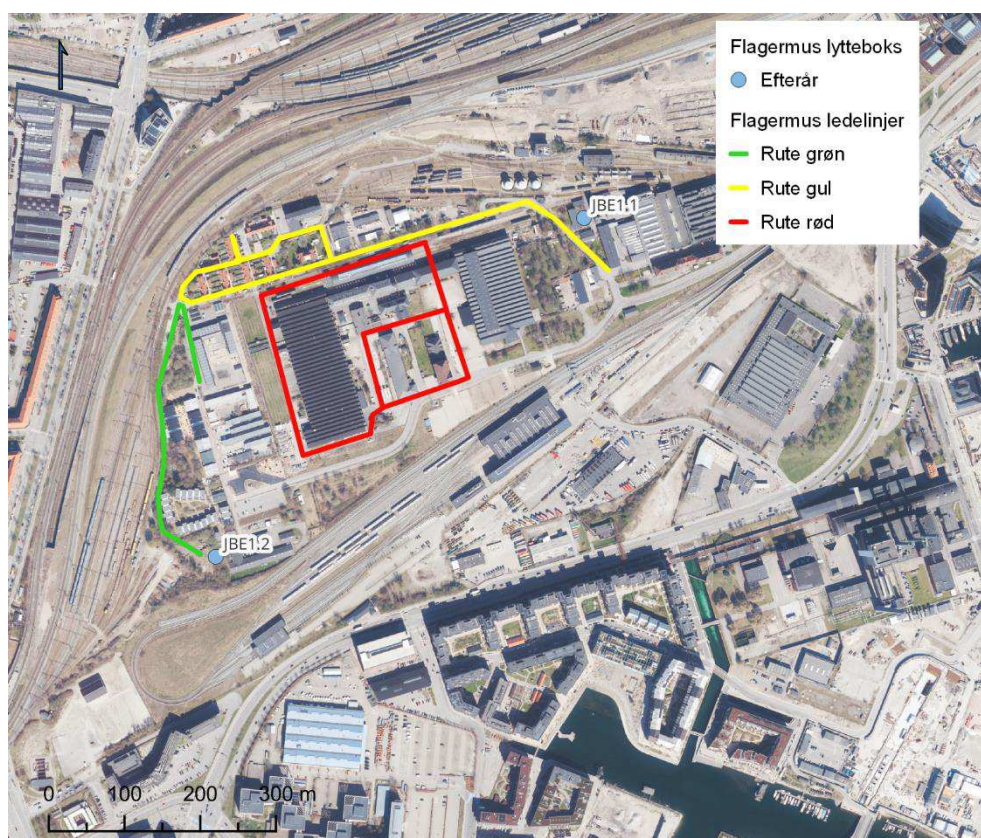 Flagermus lytteboks
Efterår
Flagermus ledelinjer
Rute grøn
Rute gul
Rute rød
JBE1.1
JBE1.2
0 100 200 300 m